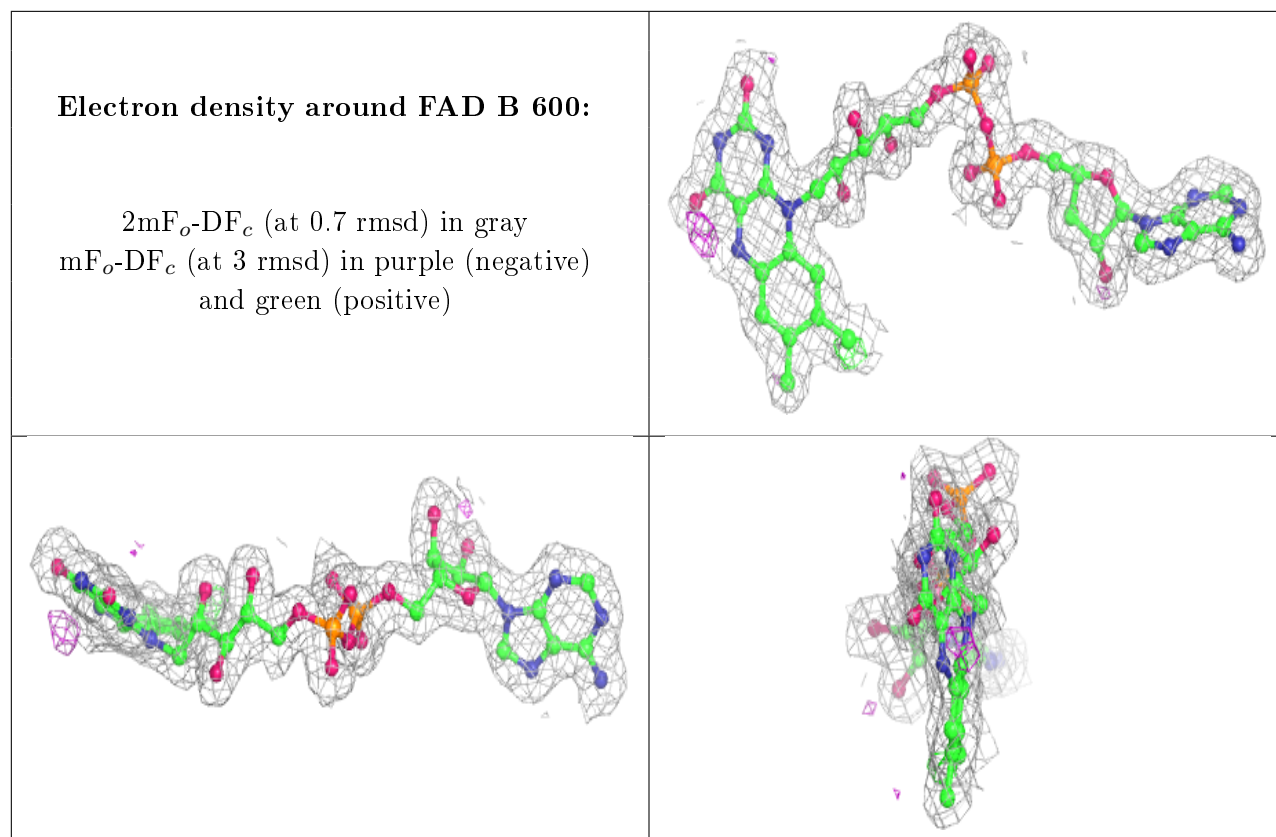 Electron density around FAD B 600:
2mFₒ-DF𝒸 (at 0.7 rmsd) in gray
mFₒ-DF𝒸 (at 3 rmsd) in purple (negative)
and green (positive)